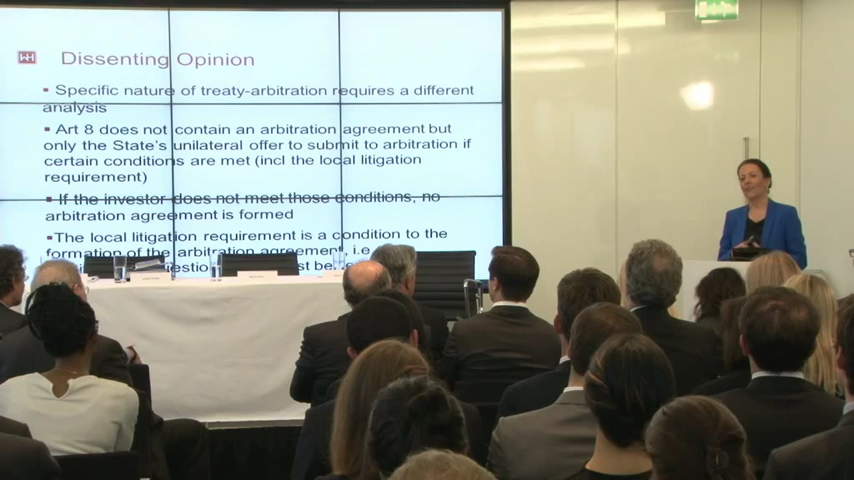 WH
Dissenting Opinion
Specific nature of treaty-arbitration requires a different
analysis
Art 8 does not contain an arbitration agreement but
only the State's unilateral offer to submit to arbitration if
certain conditions are met (incl the local litigation
requirement)
If the investor does not meet those conditions, no
arbitration agreement is formed
The local litigation requirement is a condition to the
formation of the arbitration agreement, i.e.